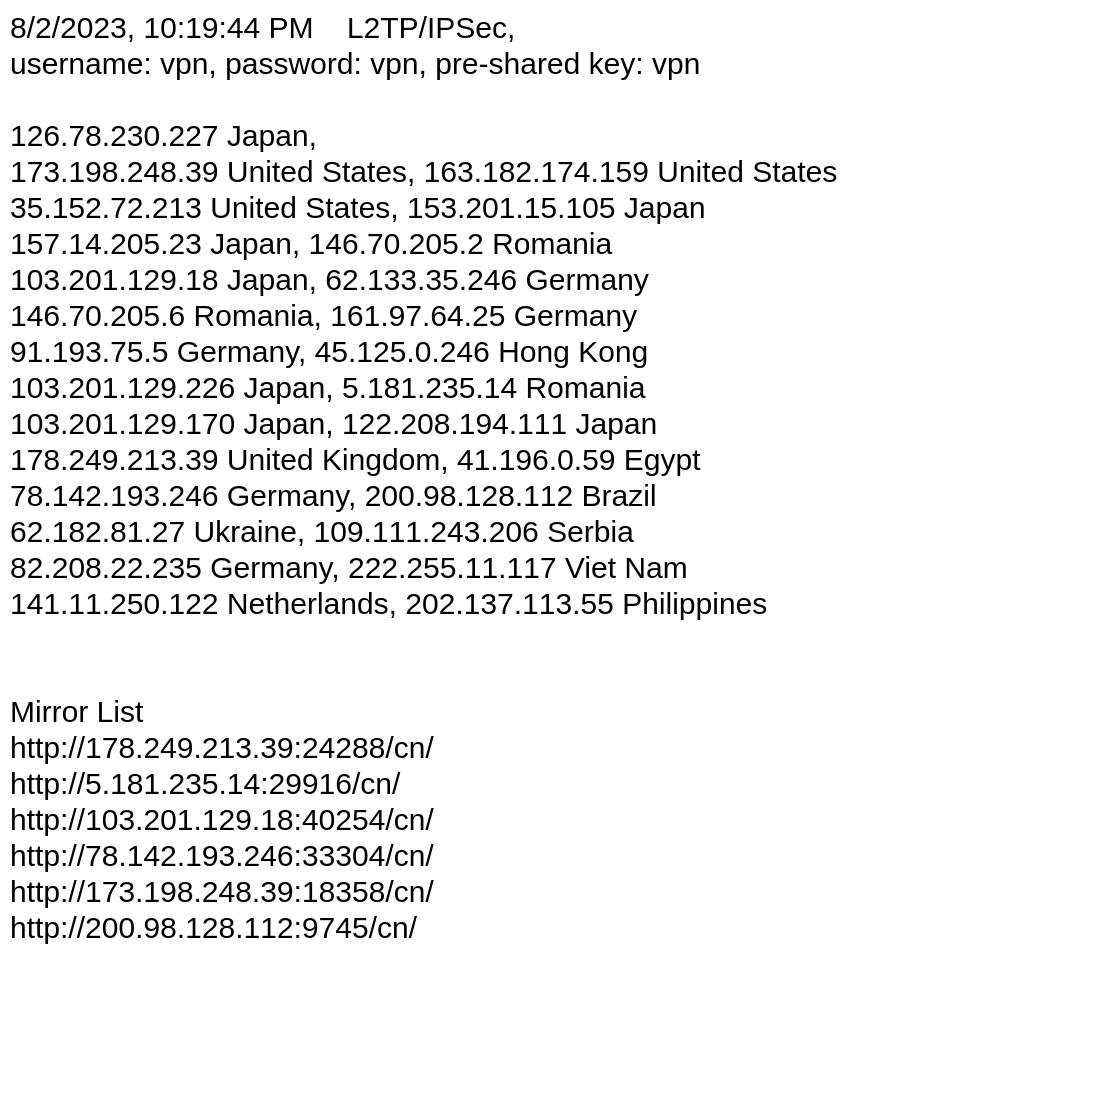 8/2/2023, 10:19:44 PM    L2TP/IPSec,
username: vpn, password: vpn, pre-shared key: vpn
126.78.230.227 Japan,
173.198.248.39 United States, 163.182.174.159 United States
35.152.72.213 United States, 153.201.15.105 Japan
157.14.205.23 Japan, 146.70.205.2 Romania
103.201.129.18 Japan, 62.133.35.246 Germany
146.70.205.6 Romania, 161.97.64.25 Germany
91.193.75.5 Germany, 45.125.0.246 Hong Kong
103.201.129.226 Japan, 5.181.235.14 Romania
103.201.129.170 Japan, 122.208.194.111 Japan
178.249.213.39 United Kingdom, 41.196.0.59 Egypt
78.142.193.246 Germany, 200.98.128.112 Brazil
62.182.81.27 Ukraine, 109.111.243.206 Serbia
82.208.22.235 Germany, 222.255.11.117 Viet Nam
141.11.250.122 Netherlands, 202.137.113.55 Philippines
Mirror List
http://178.249.213.39:24288/cn/
http://5.181.235.14:29916/cn/
http://103.201.129.18:40254/cn/
http://78.142.193.246:33304/cn/
http://173.198.248.39:18358/cn/
http://200.98.128.112:9745/cn/